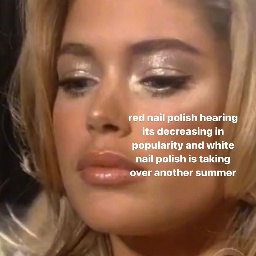 red nail polish hearing
its decreasing in
popularity and white
nail polish is taking
over another summer